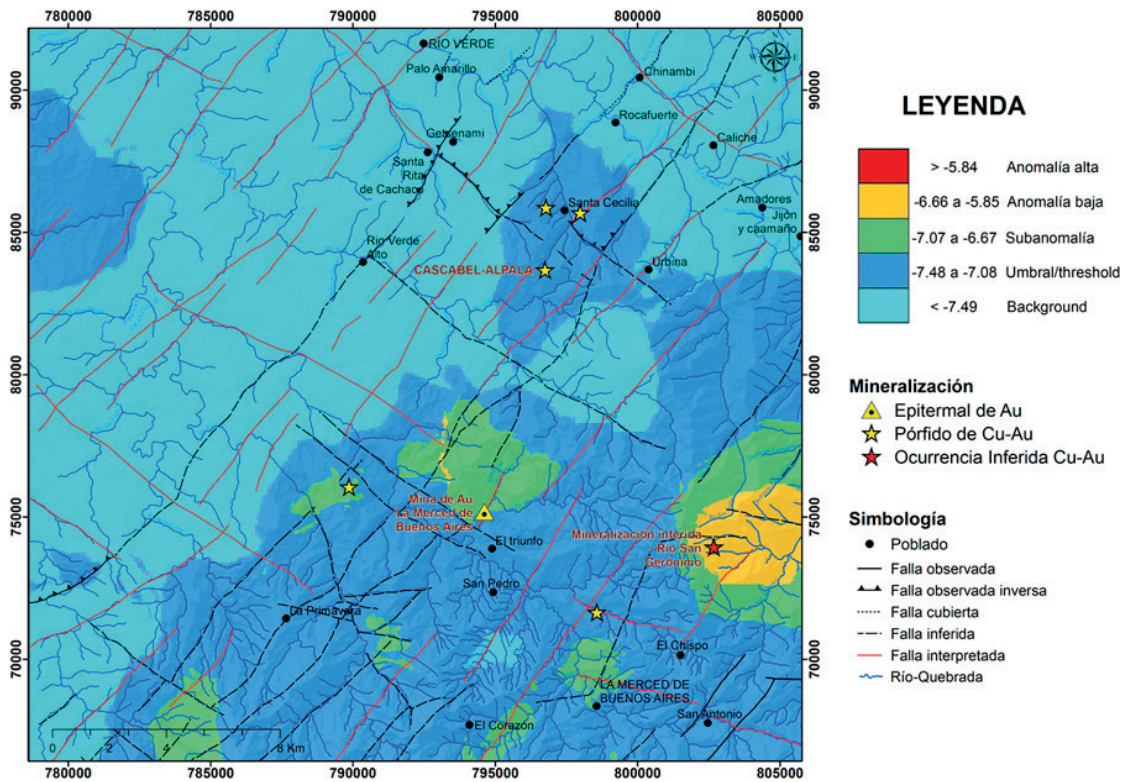 780000 785000 790000 795000 800000 805000
90000
85000
80000
75000
70000
90000
85000
80000
75000
70000
RÍO VERDE
Palo Amarillo
Chinambi
Rocafuerte
Getsenami
Caliche
Santa
Rita
de Cachaco
Santa Cecilia
Amadores
Jijón
y caamaño
Río Verde
Alto
CASCABEL-ALPALA
Urbina
Mina de Au
La Merced de
Buenos Aires
El triunfo
Mineralización inferida
- Río San
Gerónimo
San Pedro
La Primavera
El Chispo
LA MERCED DE
BUENOS AIRES
San Antonio
El Corazón
0 2 4 8 Km
780000 785000 790000 795000 800000 805000
N
E
S
W
LEYENDA
> -5.84 Anomalía alta
-6.66 a -5.85 Anomalía baja
-7.07 a -6.67 Subanomalía
-7.48 a -7.08 Umbral/threshold
< -7.49 Background
Mineralización
Epitermal de Au
Pórfido de Cu-Au
Ocurrencia Inferida Cu-Au
Simbología
Poblado
Falla observada
Falla observada inversa
Falla cubierta
Falla inferida
Falla interpretada
Río-Quebrada